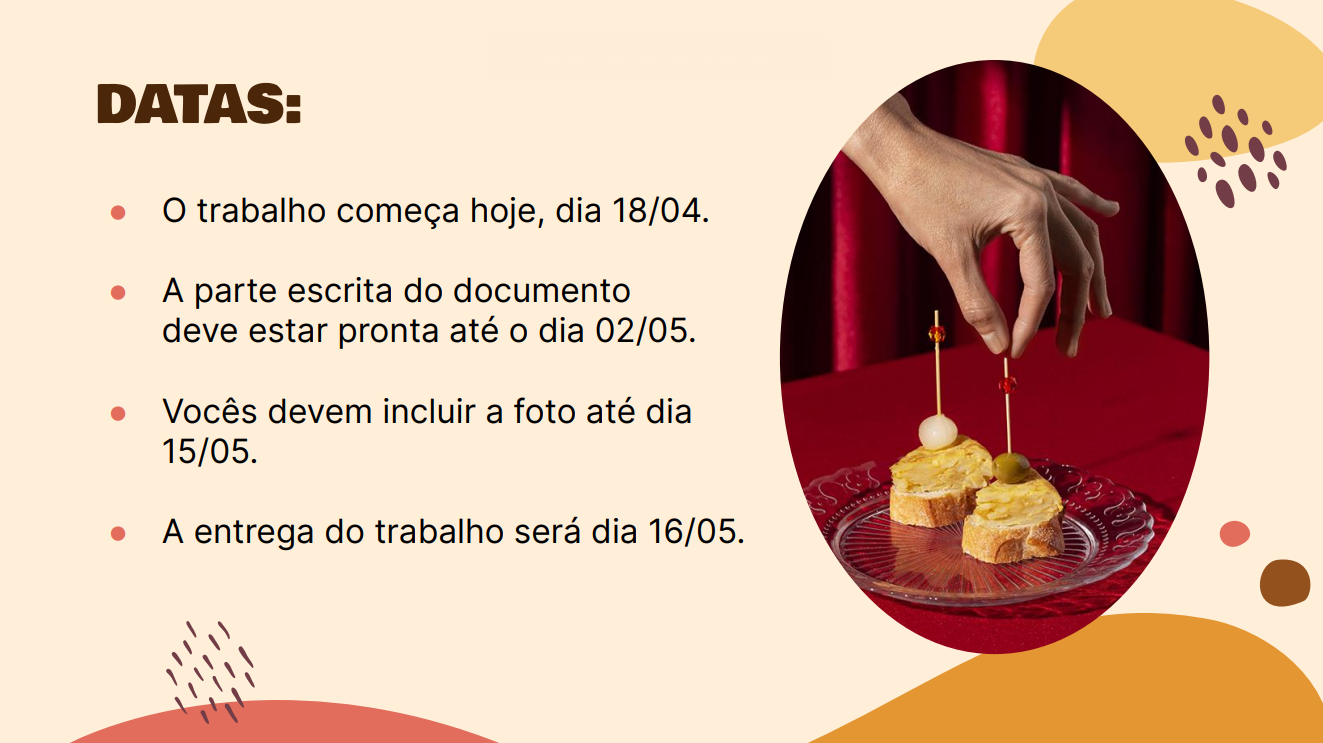 DATAS:
O trabalho começa hoje, dia 18/04.
A parte escrita do documento
deve estar pronta até o dia 02/05.
Vocês devem incluir a foto até dia
15/05.
A entrega do trabalho será dia 16/05.